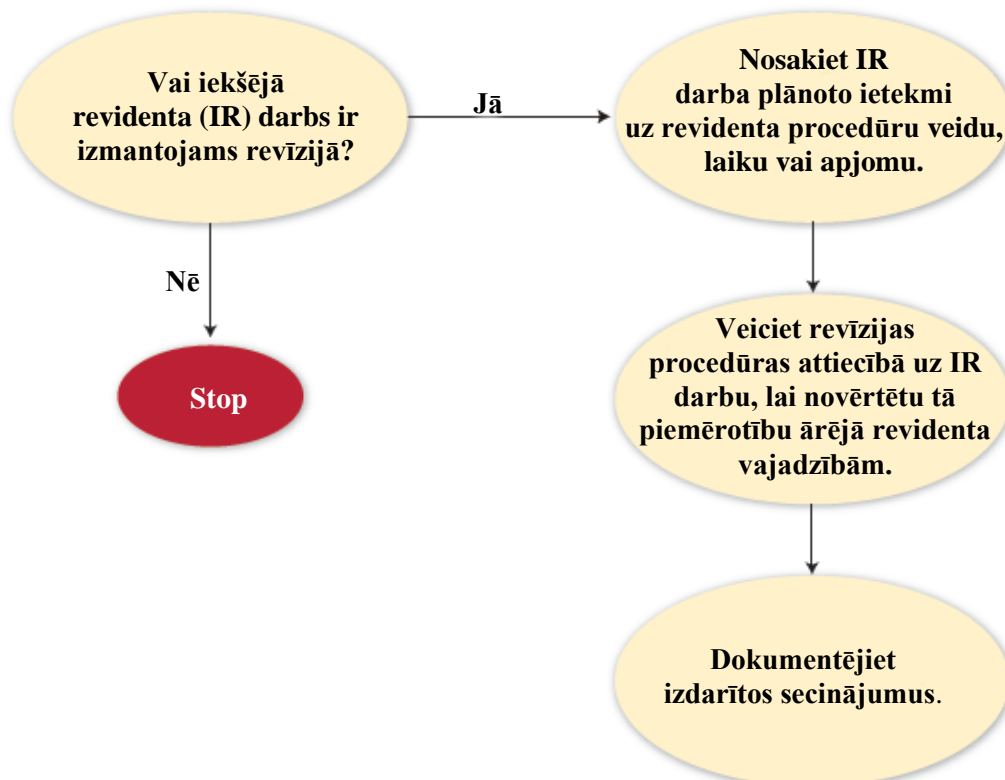 Vai iekšējā
revidenta (IR) darbs ir
izmantojams revīzijā?
Jā
Nosakiet IR
darba plānoto ietekmi
uz revidenta procedūru veidu,
laiku vai apjomu.
Nē
Stop
Veiciet revīzijas
procedūras attiecībā uz IR
darbu, lai novērtētu tā
piemērotību ārējā revidenta
vajadzībām.
Dokumentējiet
izdarītos secinājumus.